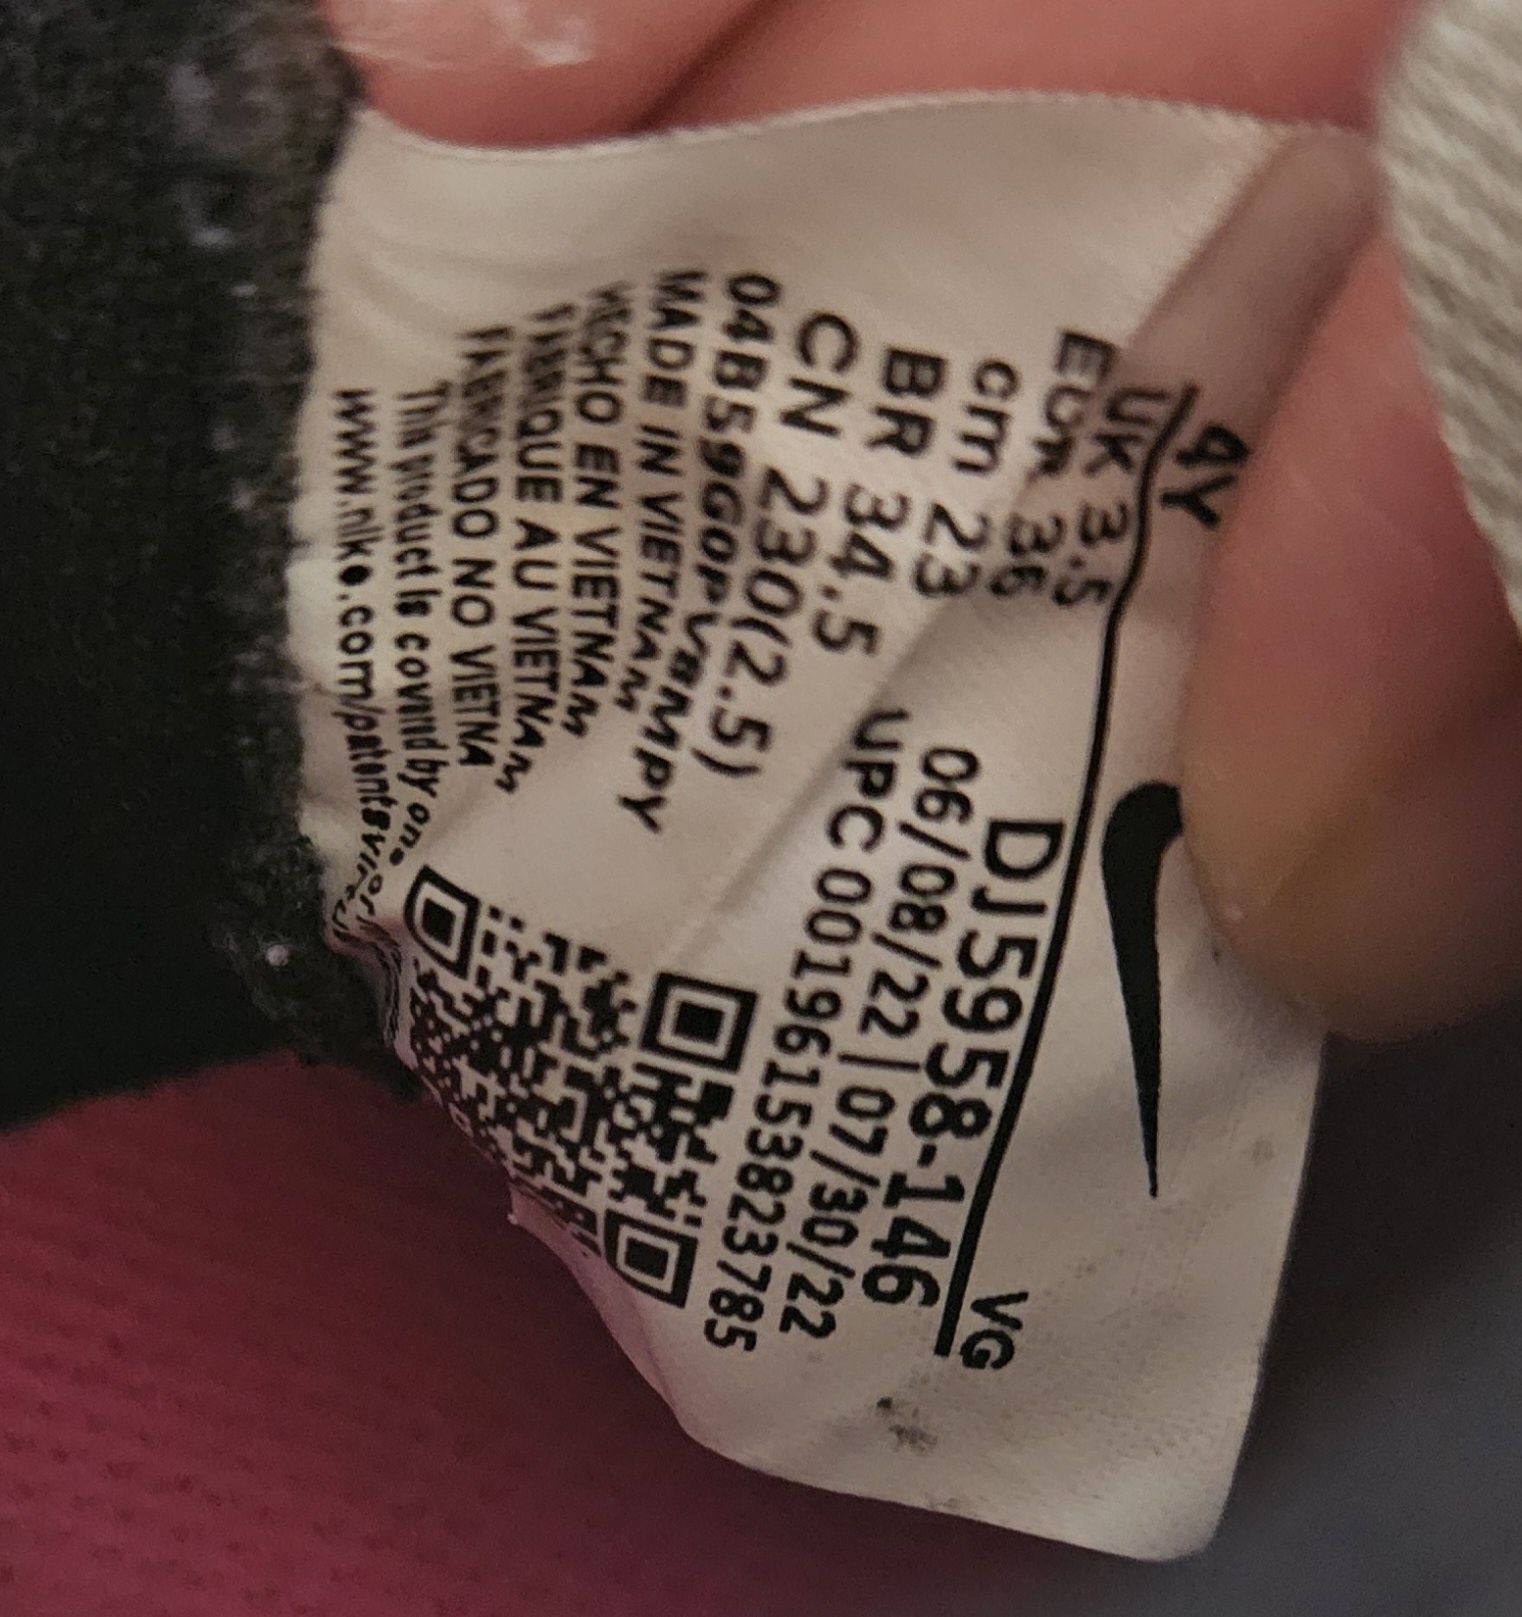 4Y
VG
UK 3.5
EUR 36
cm 23
BR 34.5
CN 230(2.5)
DJ5958-146
06/08/22|07/30/22
UPC 00196153823785
04B559GOPV8MPY
MADE IN VIETNAM
HECHO EN VIETNAM
FABRIQUE AU VIETNAM
FABRICADO NO VIETNA
This product is covered by one
www.nike.com/patents